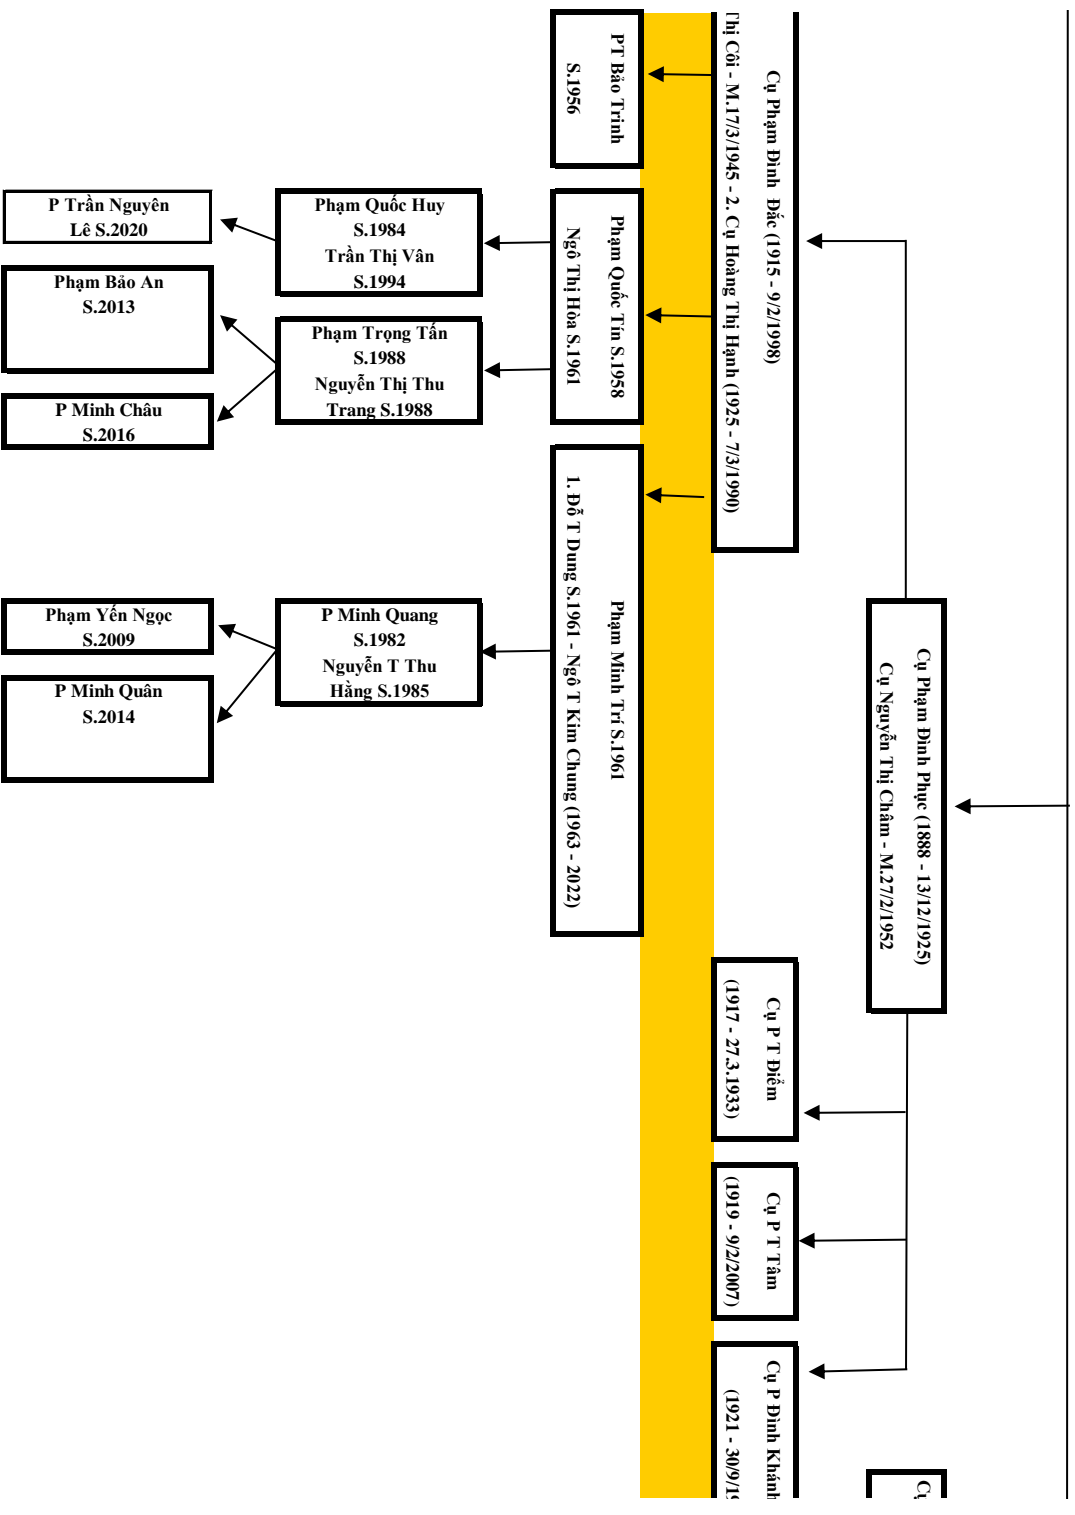 Cụ Phạm Đình Phục (1888 - 13/12/1925)
Cụ Nguyễn Thị Châm - M.27/2/1952
Cụ Phạm Đình Đắc (1915 - 9/2/1998)
Thị Côi - M.17/3/1945 - 2. Cụ Hoàng Thị Hạnh (1925 - 7/3/1990)
Cụ P T Điểm
(1917 - 27.3.1933)
Cụ P T Tâm
(1919 - 9/2/2007)
Cụ P Đình Khánh
(1921 - 30/9/19
Cụ
PT Bảo Trinh
S.1956
Phạm Quốc Tín S.1958
Ngô Thị Hòa S.1961
Phạm Minh Trí S.1961
1. Đỗ T Dung S.1961 - Ngô T Kim Chung (1963 - 2022)
Phạm Quốc Huy
S.1984
Trần Thị Vân
S.1994
Phạm Trọng Tấn
S.1988
Nguyễn Thị Thu
Trang S.1988
P Minh Quang
S.1982
Nguyễn T Thu
Hằng S.1985
P Trần Nguyên
Lê S.2020
Phạm Bảo An
S.2013
P Minh Châu
S.2016
Phạm Yến Ngọc
S.2009
P Minh Quân
S.2014